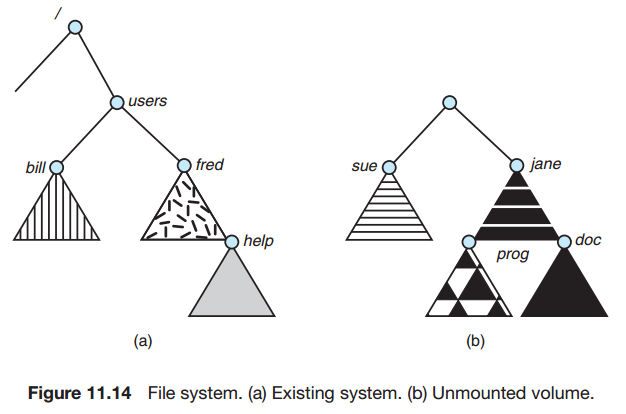 /
users
bill
fred
help
(a)
sue
jane
prog
doc
(b)
Figure 11.14 File system. (a) Existing system. (b) Unmounted volume.